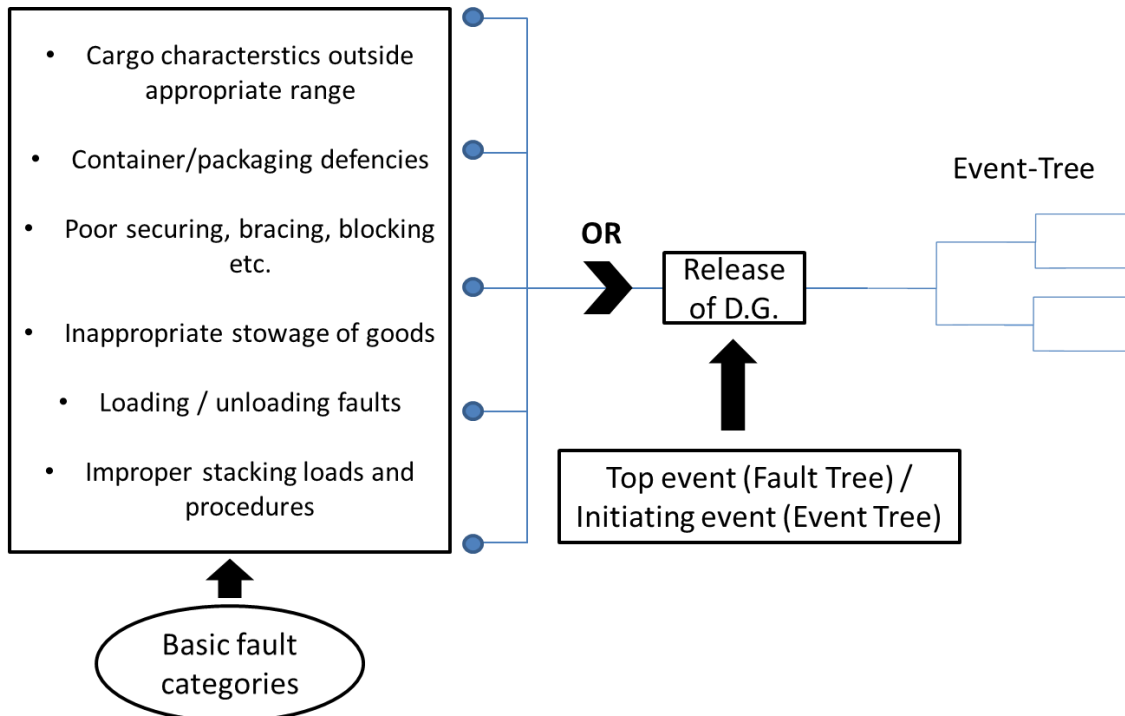 • Cargo characterstics outside
appropriate range
• Container/packaging defencies
• Poor securing, bracing, blocking
etc.
• Inappropriate stowage of goods
• Loading / unloading faults
• Improper stacking loads and
procedures
Basic fault
categories
OR
Release
of D.G.
Top event (Fault Tree) /
Initiating event (Event Tree)
Event-Tree